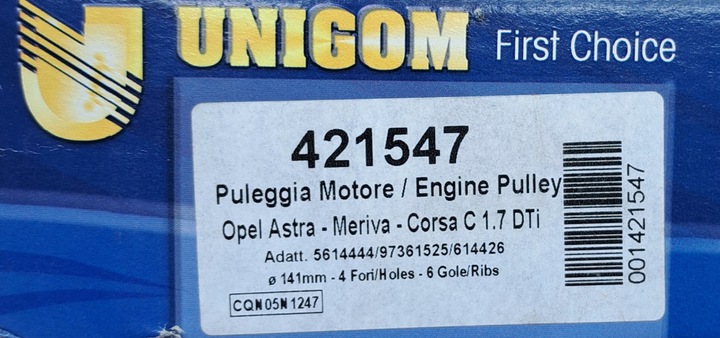 UNIGOM First Choice
421547
Puleggia Motore / Engine Pulley
Opel Astra - Meriva - Corsa C 1.7 DTi
Adatt. 5614444/97361525/614426
ø 141mm - 4 Fori/Holes - 6 Gole/Ribs
CQN05N1247
001421547